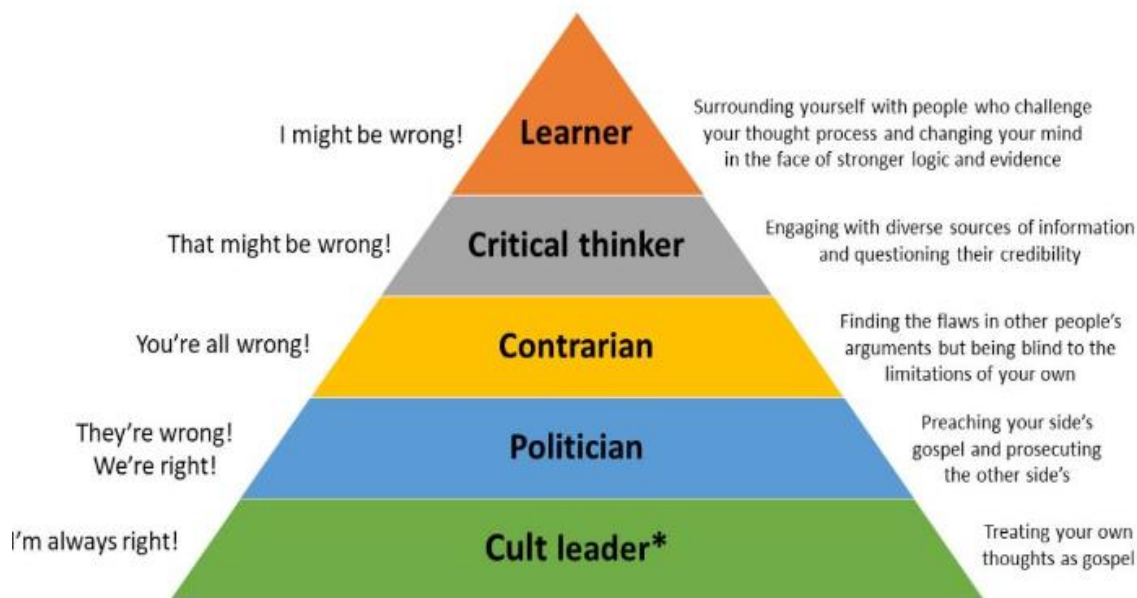 I might be wrong!
Learner
Surrounding yourself with people who challenge
your thought process and changing your mind
in the face of stronger logic and evidence
That might be wrong!
Critical thinker
Engaging with diverse sources of information
and questioning their credibility
You're all wrong!
Contrarian
Finding the flaws in other people's
arguments but being blind to the
limitations of your own
They're wrong!
We're right!
Politician
Preaching your side's
gospel and prosecuting
the other side's
I'm always right!
Cult leader*
Treating your own
thoughts as gospel